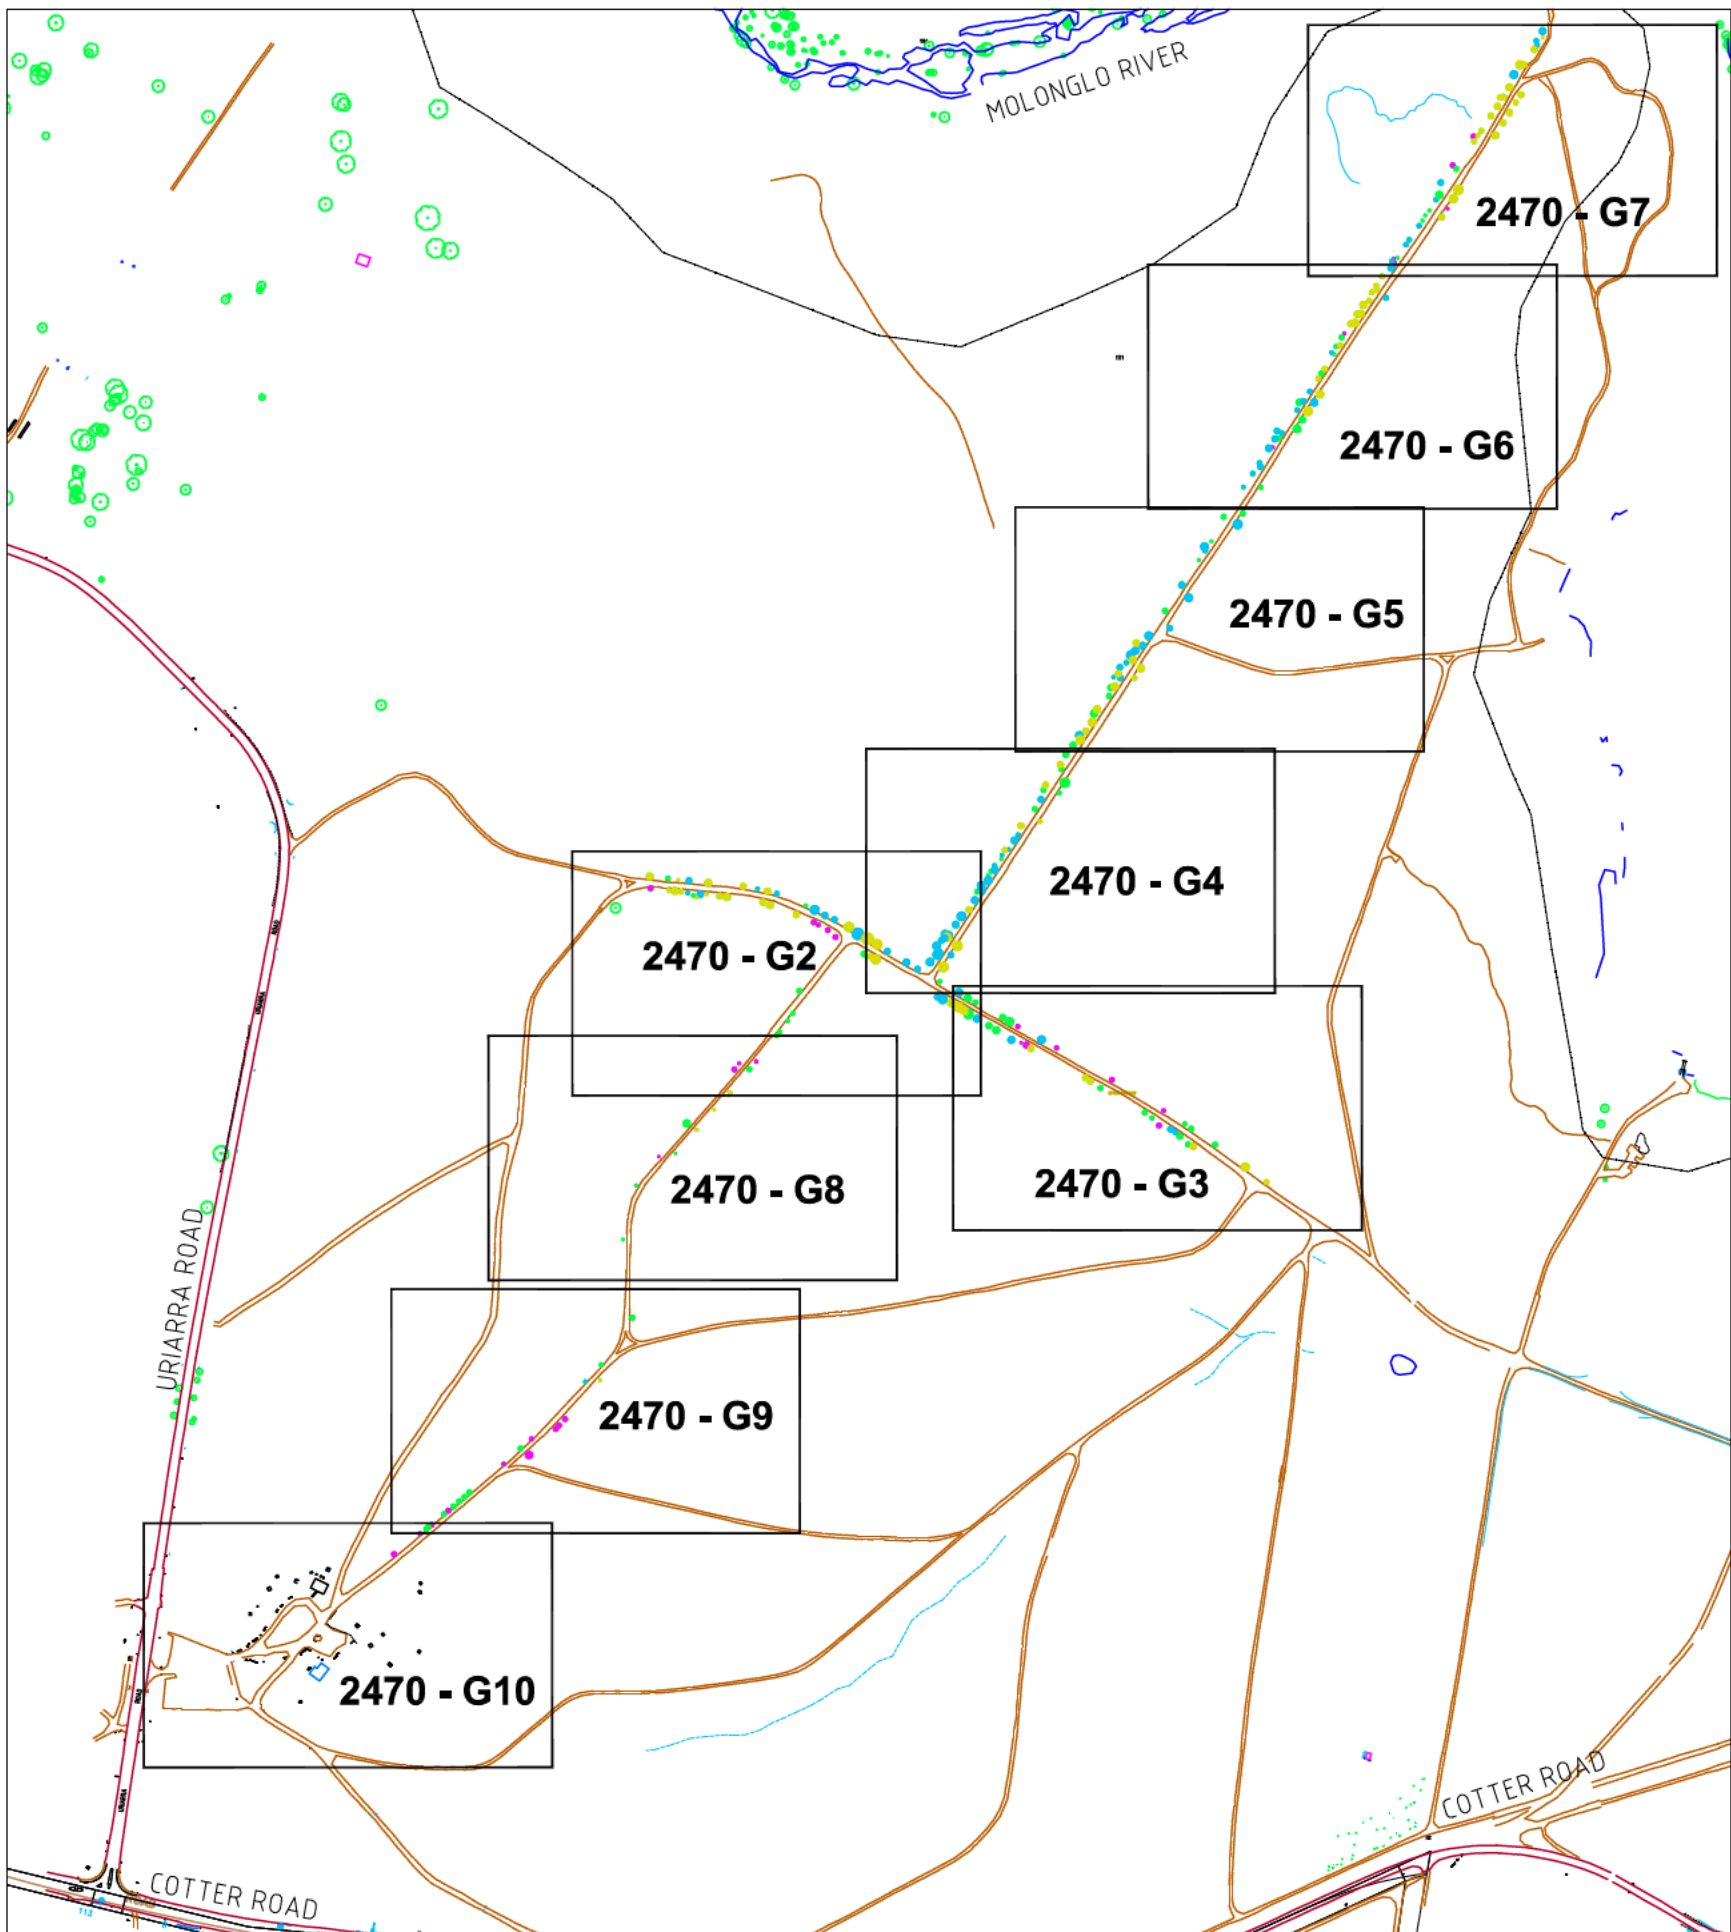 MOLONGLO RIVER
2470 - G7
2470 - G6
2470 - G5
2470 - G4
2470 - G2
2470 - G8
2470 - G3
URIARRA ROAD
2470 - G9
2470 - G10
COTTER ROAD
COTTER ROAD
113